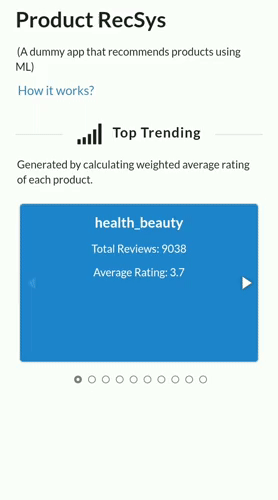 Product RecSys
(A dummy app that recommends products using
ML)
How it works?
Top Trending
Generated by calculating weighted average rating
of each product.
health_beauty
Total Reviews: 9038
Average Rating: 3.7